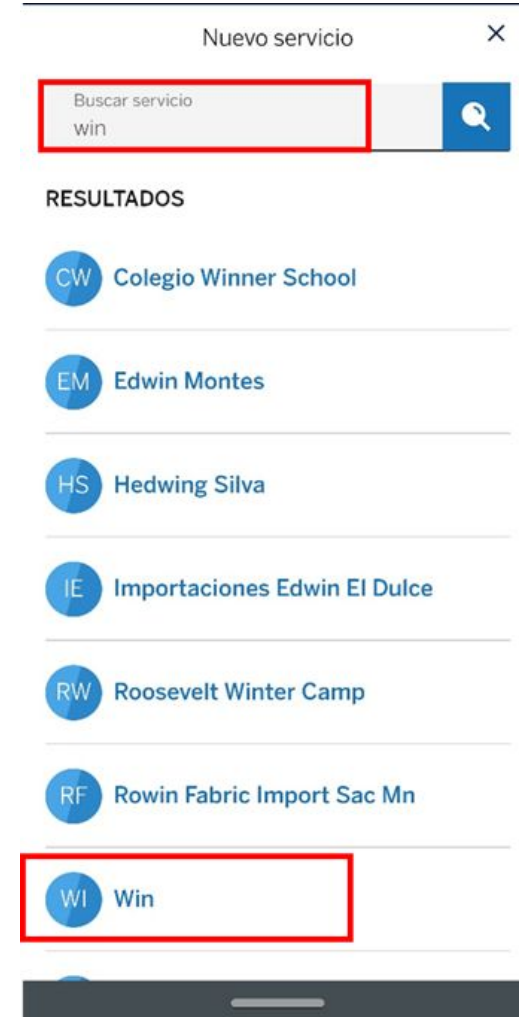 Nuevo servicio
Buscar servicio
win
RESULTADOS
CW Colegio Winner School
EM Edwin Montes
HS Hedwing Silva
IE Importaciones Edwin El Dulce
RW Roosevelt Winter Camp
RF Rowin Fabric Import Sac Mn
WI Win